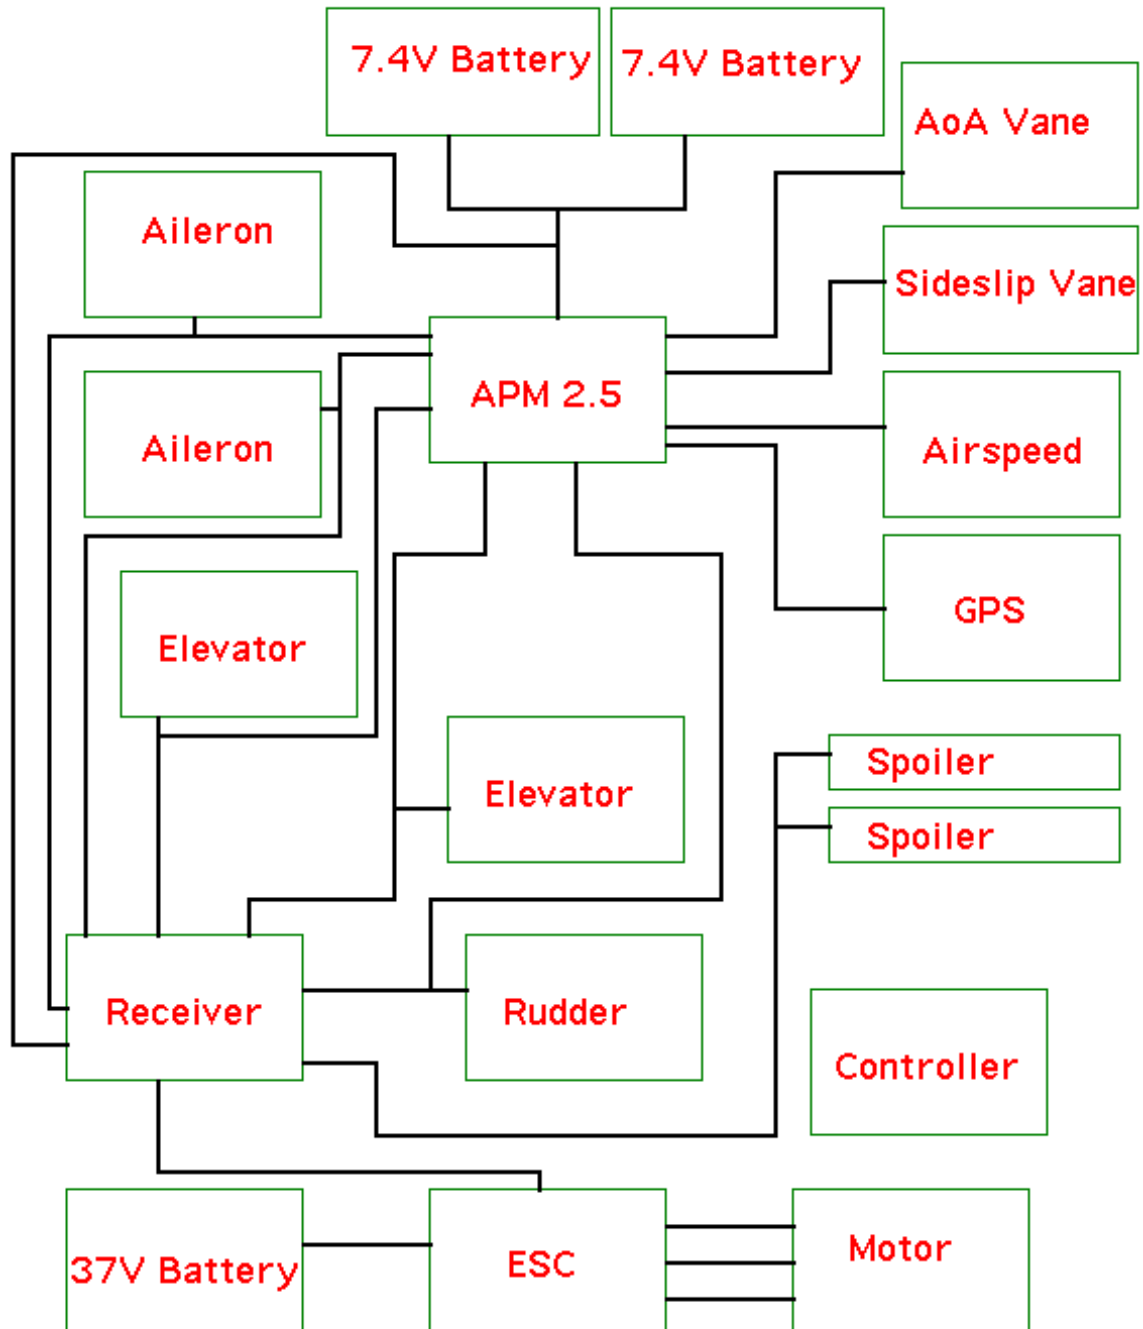 7.4V Battery
7.4V Battery
AoA Vane
Aileron
Sideslip Vane
APM 2.5
Aileron
Airspeed
GPS
Elevator
Spoiler
Elevator
Spoiler
Receiver
Rudder
Controller
37V Battery
ESC
Motor